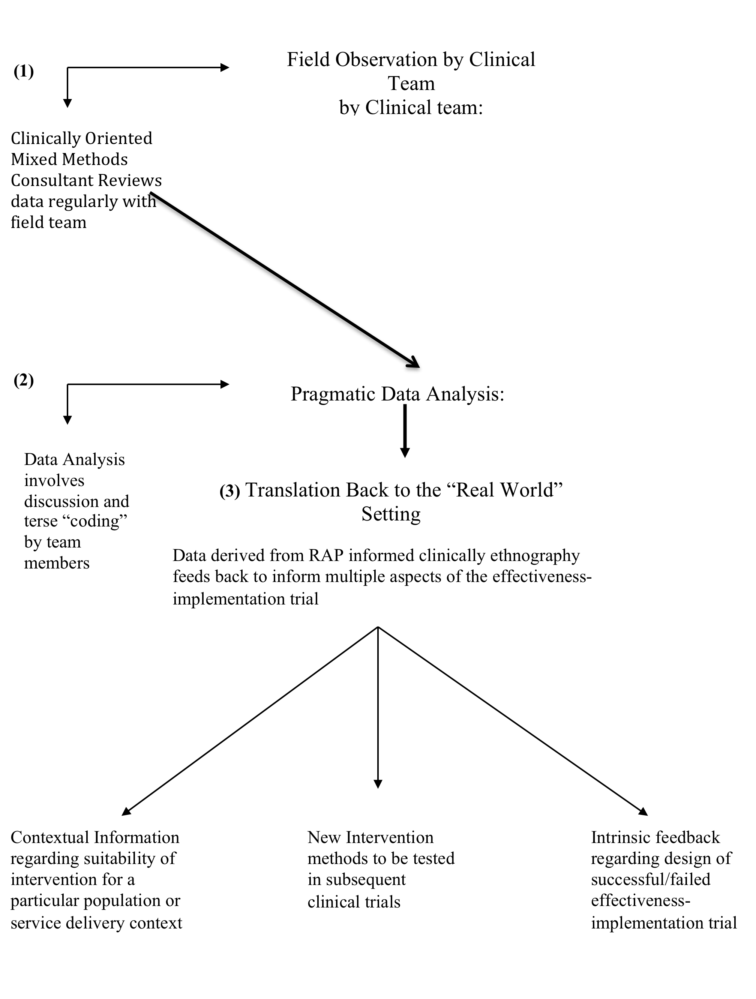 (1)
Field Observation by Clinical
Team
by Clinical team:
Clinically Oriented
Mixed Methods
Consultant Reviews
data regularly with
field team
(2)
Pragmatic Data Analysis:
Data Analysis
involves
discussion and
terse “coding”
by team
members
(3) Translation Back to the “Real World”
Setting
Data derived from RAP informed clinically ethnography
feeds back to inform multiple aspects of the effectiveness-
implementation trial
Contextual Information
regarding suitability of
intervention for a
particular population or
service delivery context
New Intervention
methods to be tested
in subsequent
clinical trials
Intrinsic feedback
regarding design of
successful/failed
effectiveness-
implementation trial